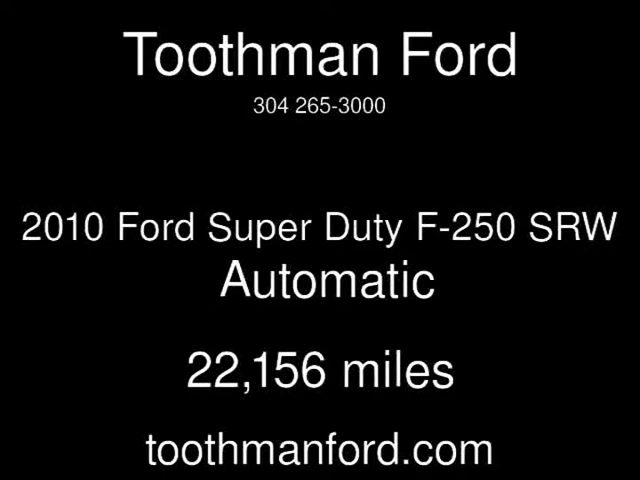 Toothman Ford
304 265-3000
2010 Ford Super Duty F-250 SRW
Automatic
22,156 miles
toothmanford.com